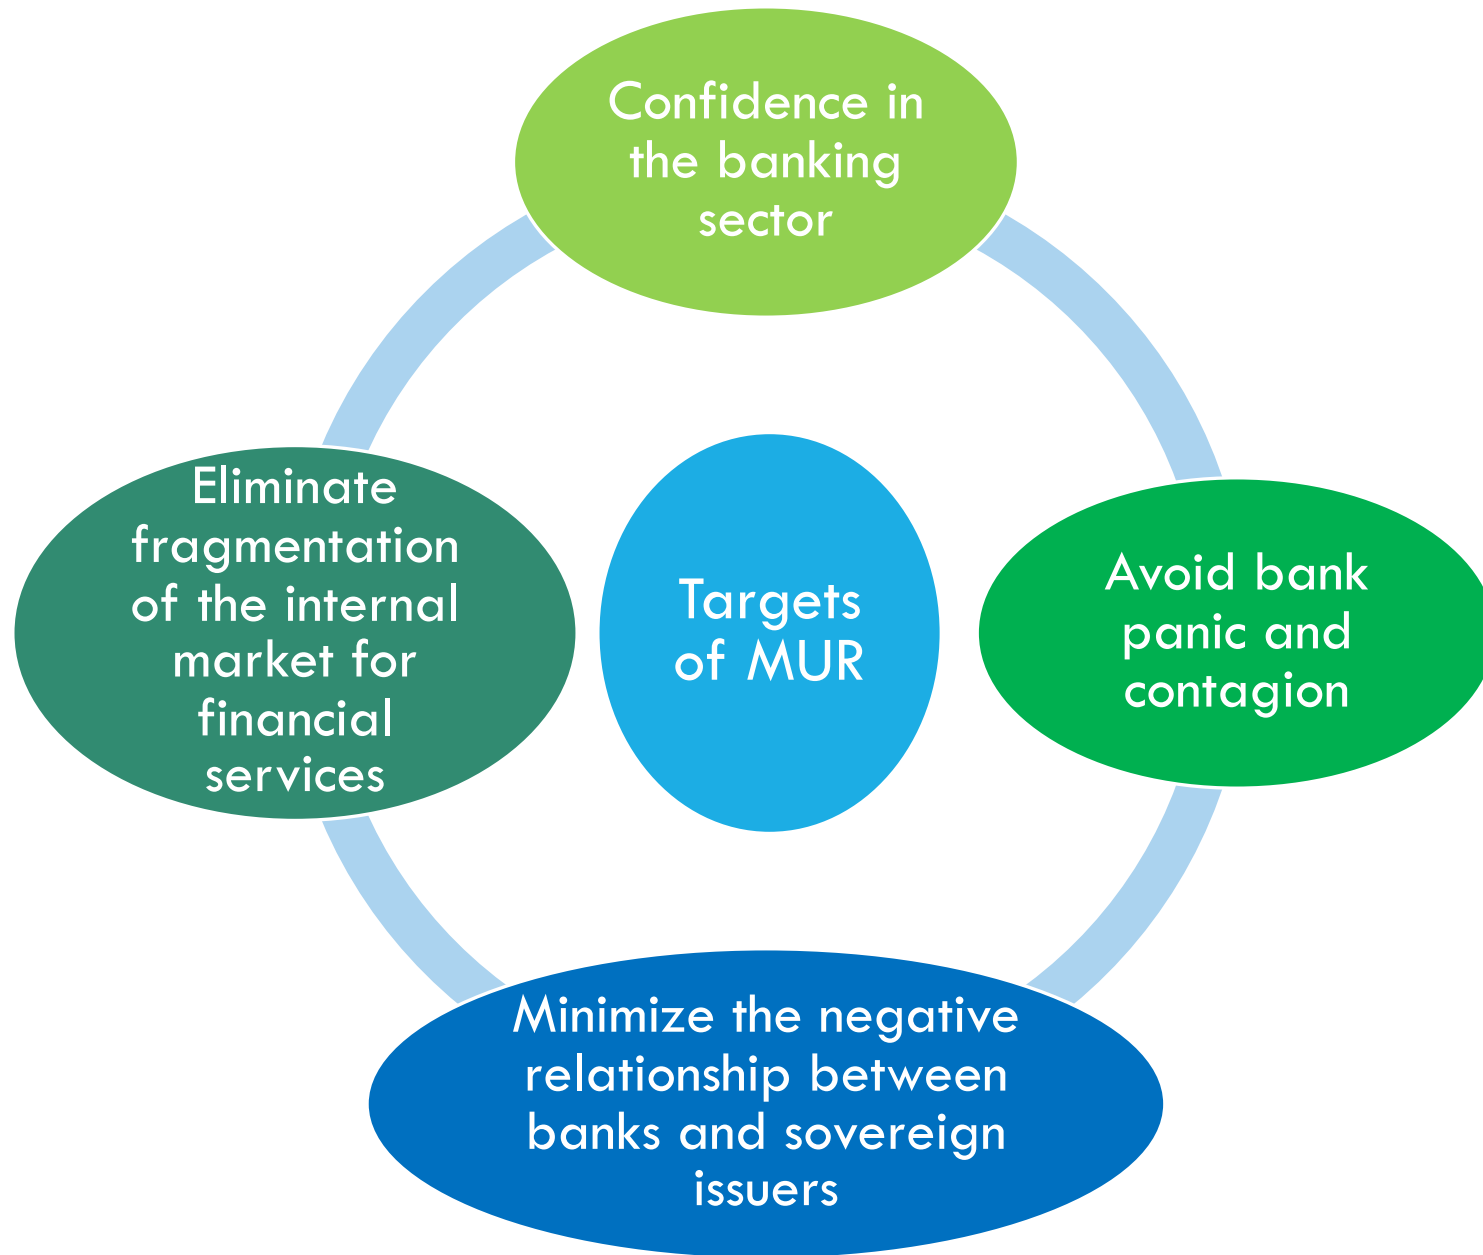 Confidence in
the banking
sector
Eliminate
fragmentation
of the internal
market for
financial
services
Targets
of MUR
Avoid bank
panic and
contagion
Minimize the negative
relationship between
banks and sovereign
issuers